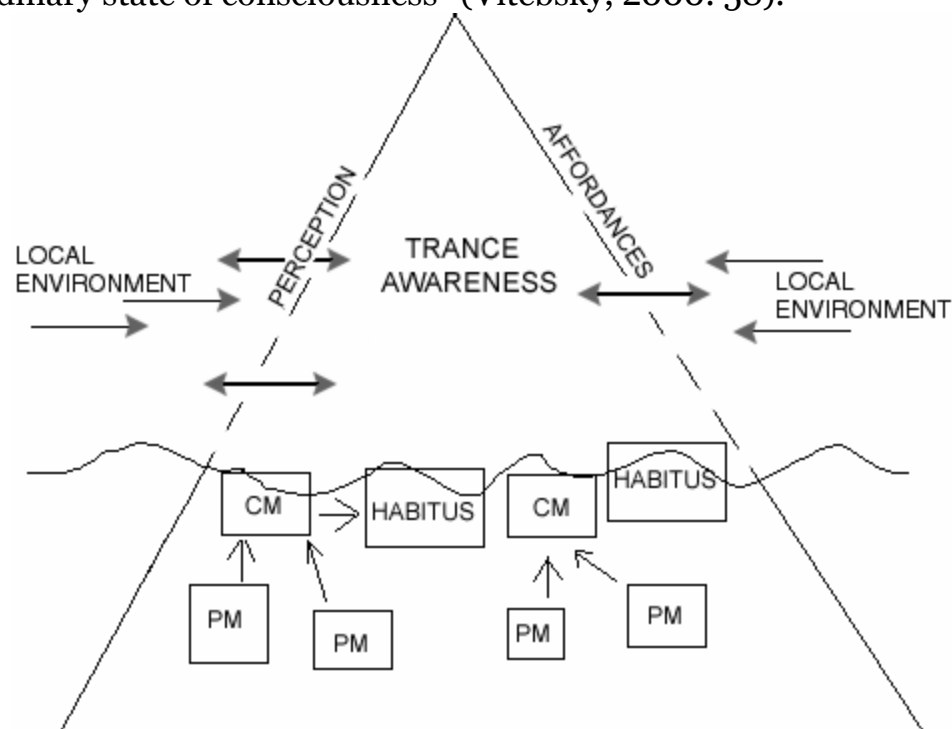 dinary state of consciousness" (Vitebsky, 2000: 58).
AFFORDANCES
PERCEPTION
TRANCE
AWARENESS
LOCAL
ENVIRONMENT
LOCAL
ENVIRONMENT
CM
HABITUS
CM
HABITUS
PM
PM
PM
PM